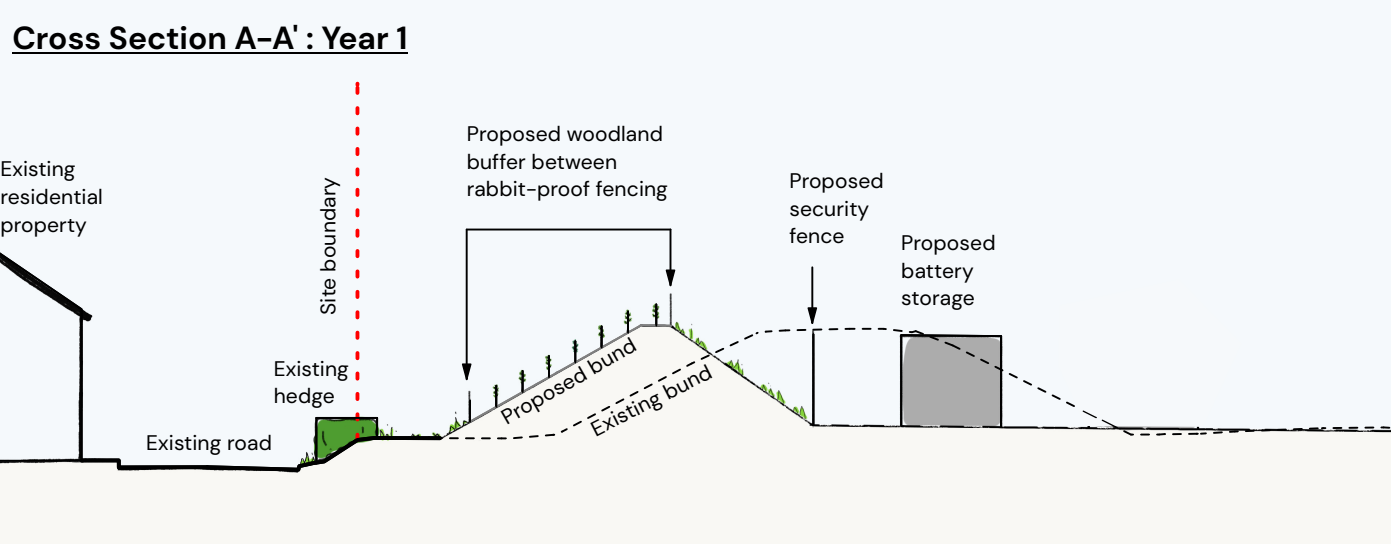 Cross Section A-A' : Year 1
Existing
residential
property
Site boundary
Proposed woodland
buffer between
rabbit-proof fencing
Proposed
security
fence
Proposed
battery
storage
Existing
hedge
Existing road
Proposed bund
Existing bund